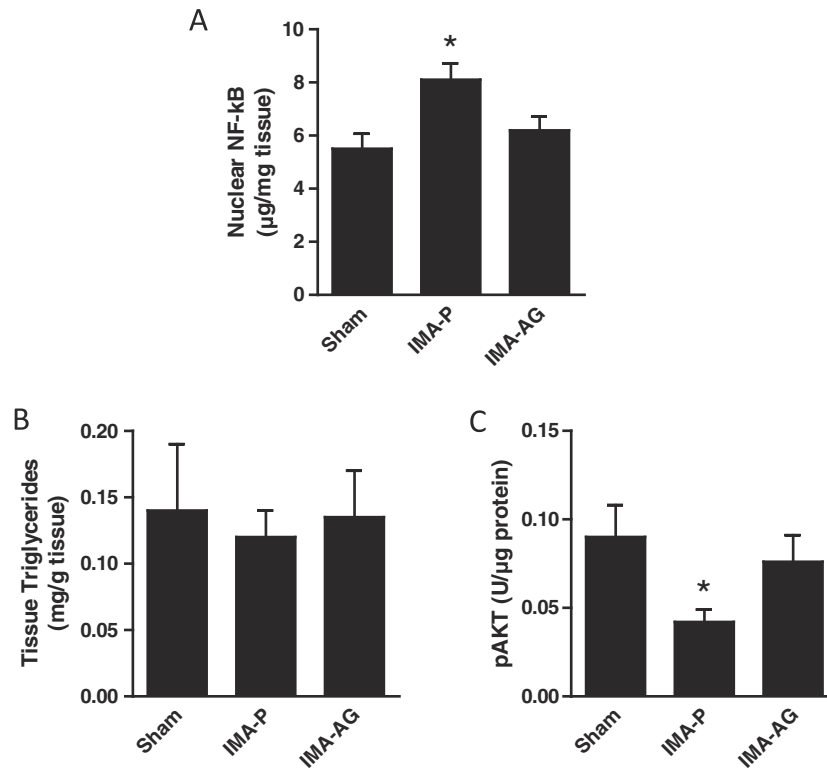 A
Nuclear NF-kB
(µg/mg tissue)
10
8
6
4
2
0
*
Sham
IMA-P
IMA-AG
B
Tissue Triglycerides
(mg/g tissue)
0.20
0.15
0.10
0.05
0.00
Sham
IMA-P
IMA-AG
C
pAKT (U/µg protein)
0.15
0.10
0.05
0.00
*
Sham
IMA-P
IMA-AG